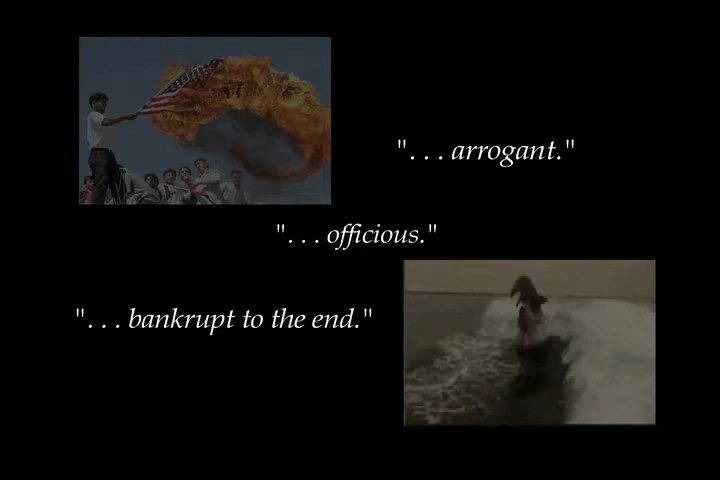 ". . . arrogant."
". . . officious."
". . . bankrupt to the end."